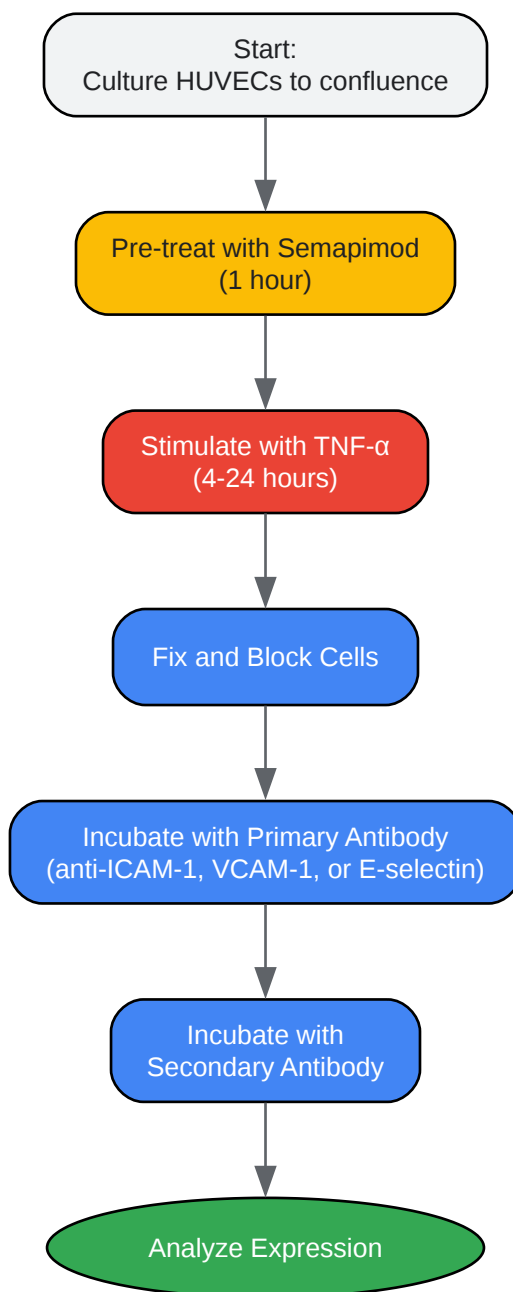 Start:
Culture HUVECs to confluence
Pre-treat with Semapimod
(1 hour)
Stimulate with TNF-α
(4-24 hours)
Fix and Block Cells
Incubate with Primary Antibody
(anti-ICAM-1, VCAM-1, or E-selectin)
Incubate with
Secondary Antibody
Analyze Expression